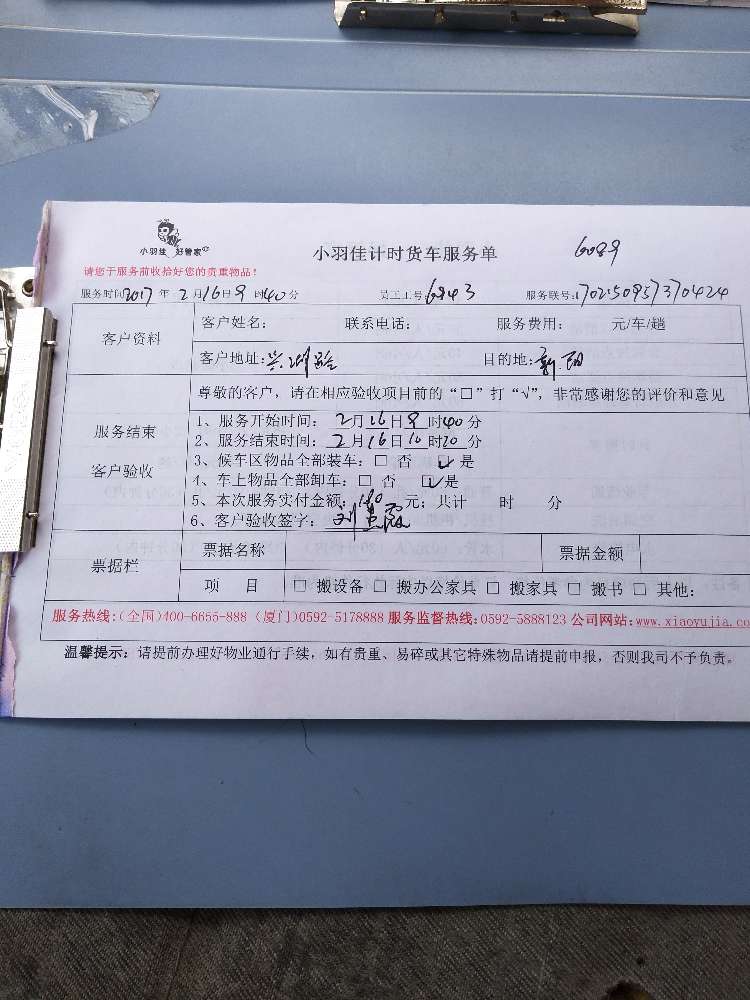 小羽佳 好管家
小羽佳计时货车服务单 6089
请您于服务前收拾好您的贵重物品!
服务时间2017年2月16日9时40分 员工工号:6843 服务联号:70250957370424
客户资料
客户姓名: 联系电话: 服务费用: 元/车/趟
客户地址: 目的地:新阳
服务结束
客户验收
尊敬的客户,请在相应验收项目前的“□”打“√”,非常感谢您的评价和意见
1、服务开始时间: 2月16日9时40分
2、服务结束时间: 2月16日10时20分
3、候车区物品全部装车:□ 否 ☑ 是
4、车上物品全部卸车:□ 否 ☑ 是
5、本次服务实付金额:180元;共计 时 分
6、客户验收签字:
票据栏
票据名称 票据金额
项 目 □ 搬设备 □ 搬办公家具 □ 搬家具 □ 搬书 □ 其他:
服务热线:(全国)400-6655-888 (厦门)0592-5178888 服务监督热线:0592-5888123 公司网站:www.xiaoyujia.co
温馨提示:请提前办理好物业通行手续,如有贵重、易碎或其它特殊物品请提前申报,否则我司不予负责。